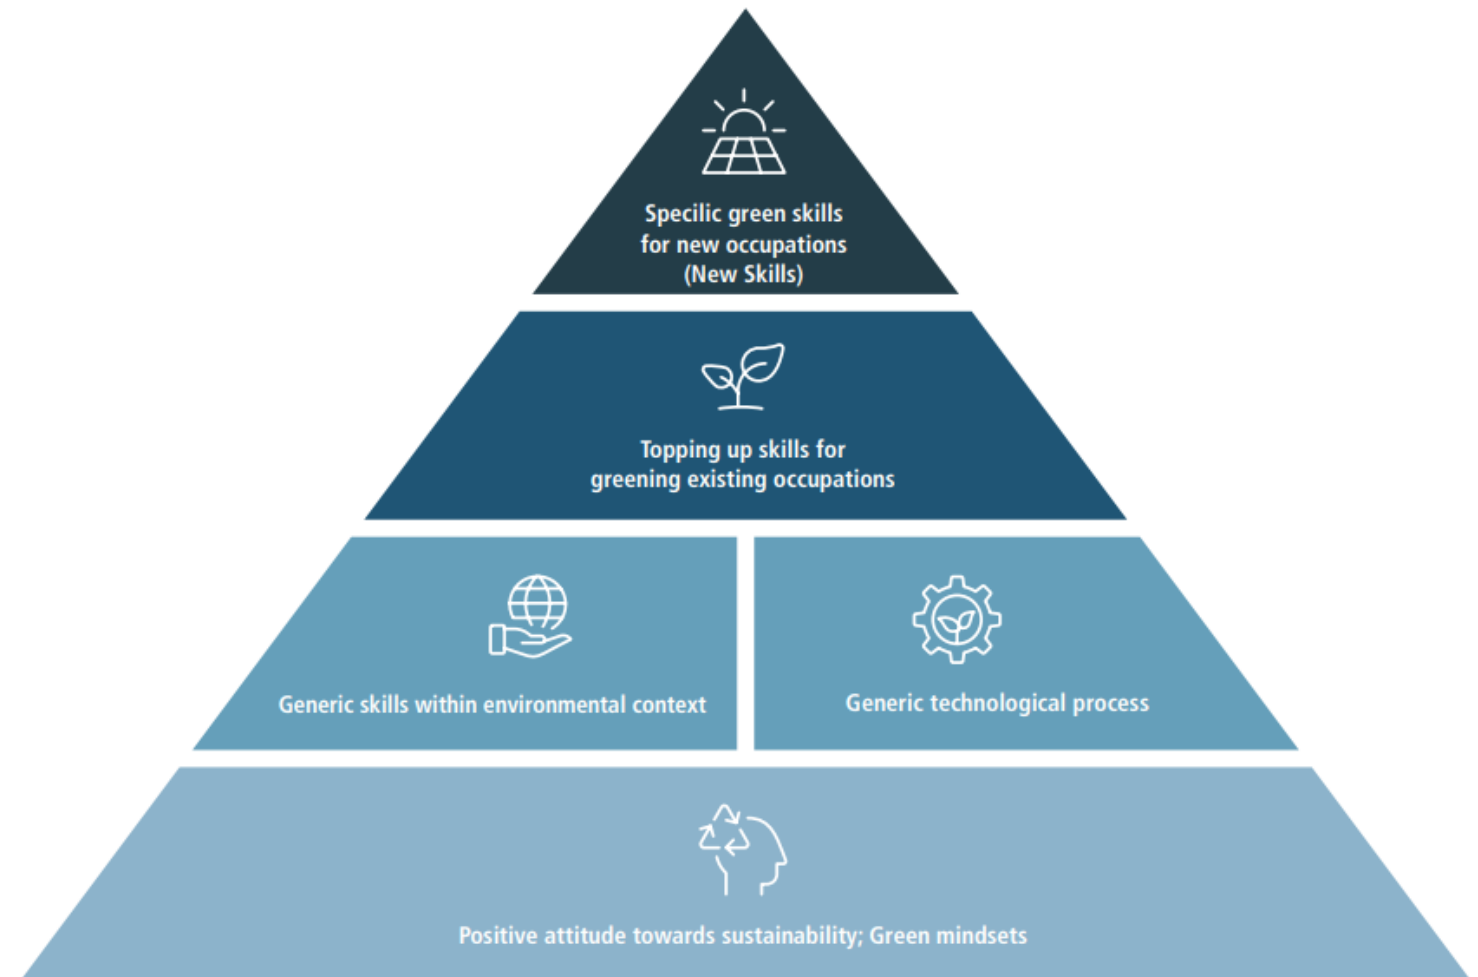 Specilic green skills
for new occupations
(New Skills)
Topping up skills for
greening existing occupations
Generic skills within environmental context
Generic technological process
Positive attitude towards sustainability; Green mindsets